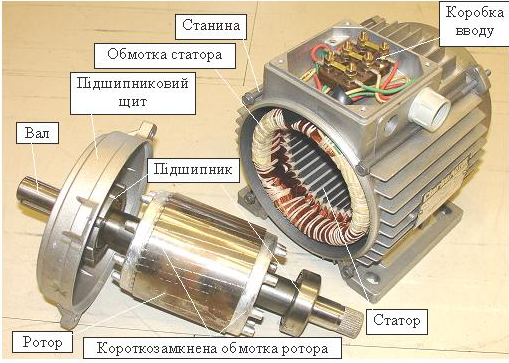 Коробка
вводу
Станина
Обмотка статора
Підшипниковий
щит
Вал
Підшипник
Статор
Ротор
Короткозамкнена обмотка ротора